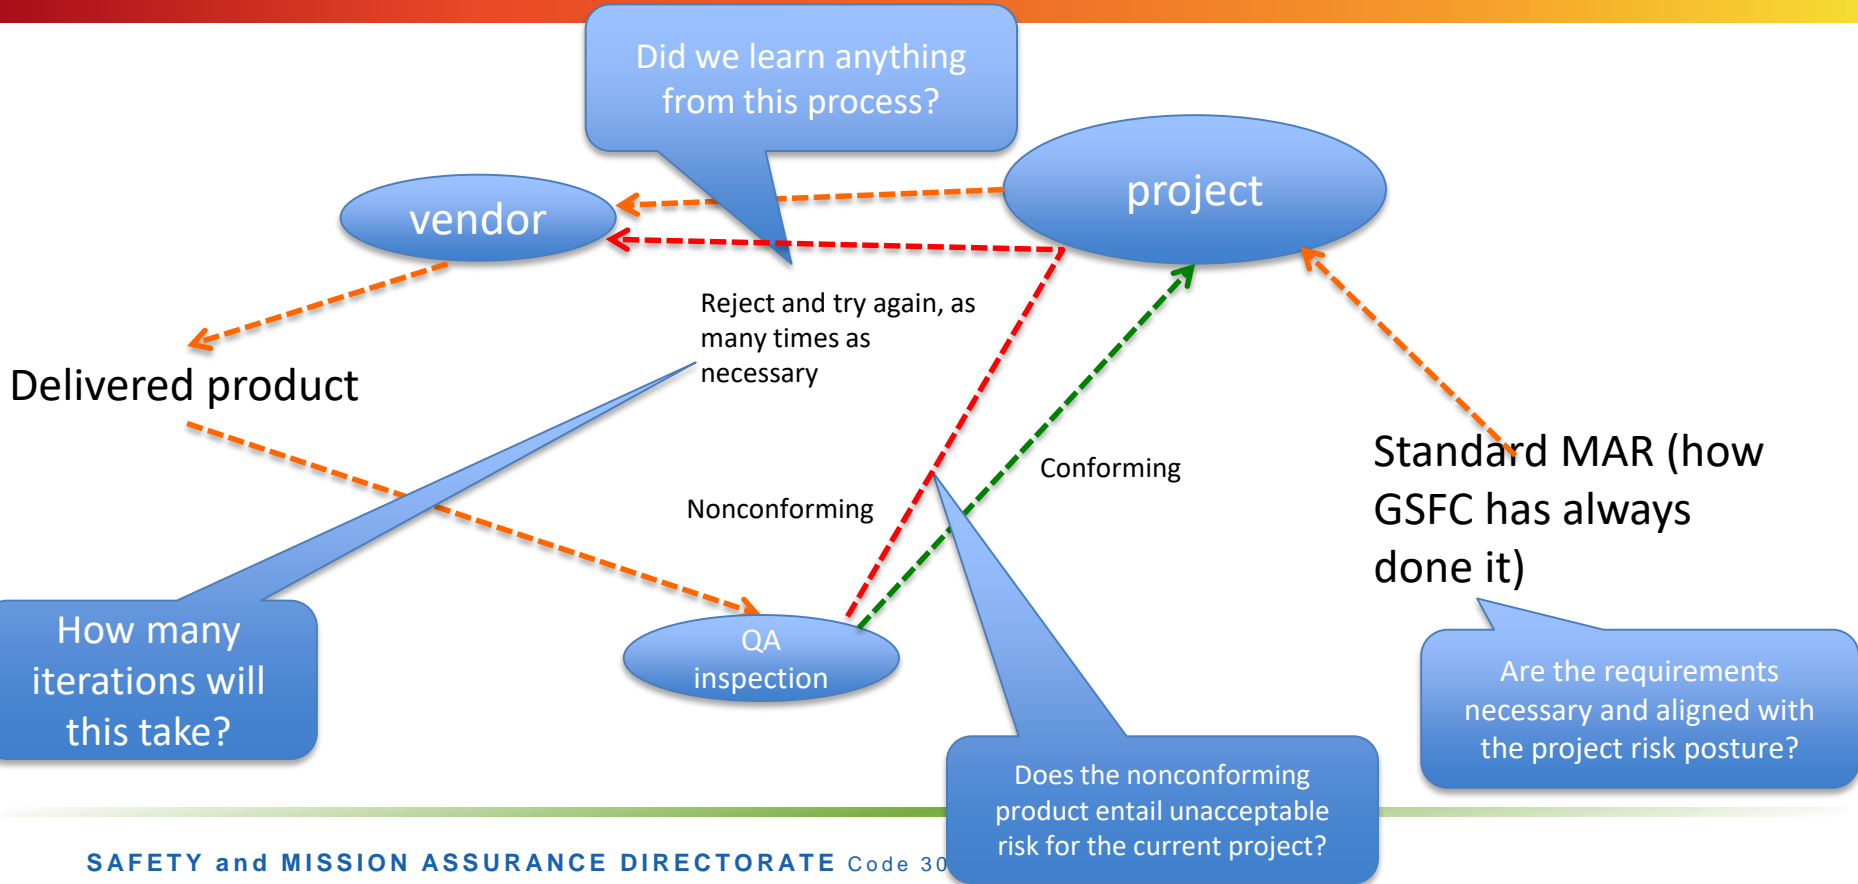 Did we learn anything
from this process?
project
vendor
Reject and try again, as
many times as
necessary
Delivered product
Standard MAR (how
GSFC has always
done it)
Conforming
Nonconforming
How many
iterations will
this take?
QA
inspection
Are the requirements
necessary and aligned with
the project risk posture?
Does the nonconforming
product entail unacceptable
risk for the current project?
SAFETY and MISSION ASSURANCE DIRECTORATE Code 30